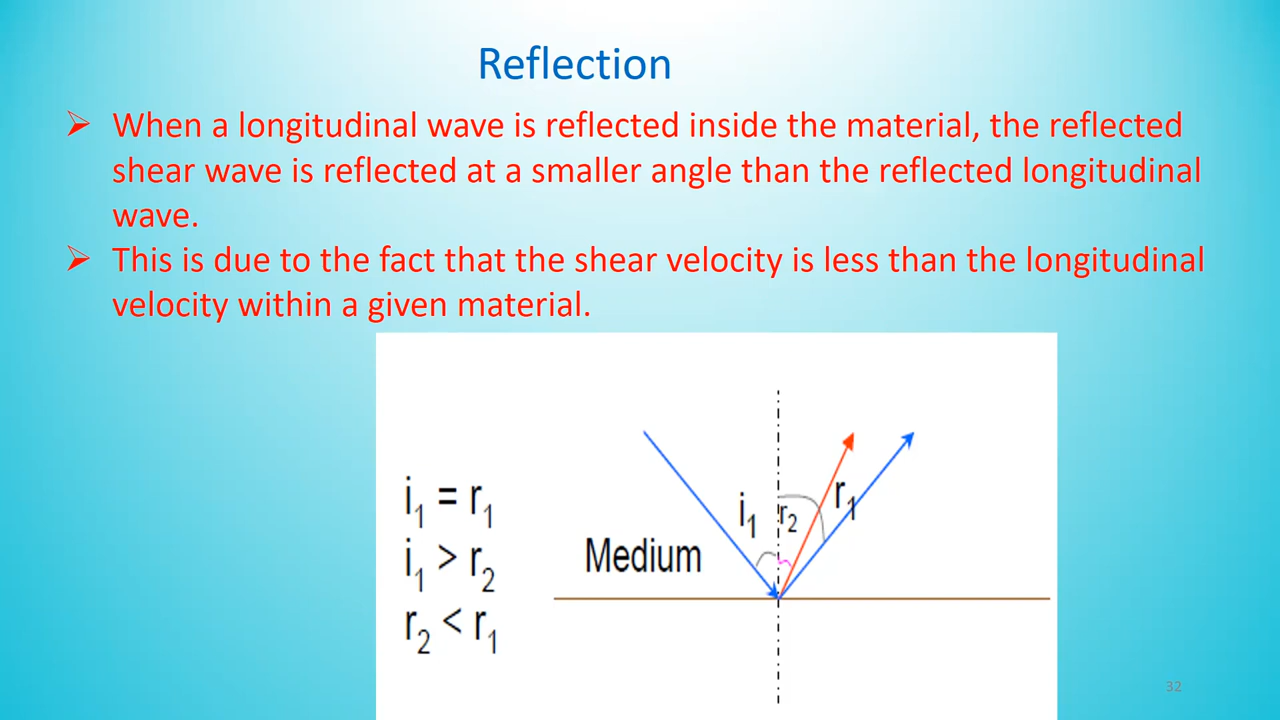 Reflection
➢ When a longitudinal wave is reflected inside the material, the reflected
shear wave is reflected at a smaller angle than the reflected longitudinal
wave.
➢ This is due to the fact that the shear velocity is less than the longitudinal
velocity within a given material.
i₁ = r₁
i₁ > r₂
r₂ < r₁
Medium
i₁
r₂
r₁
32